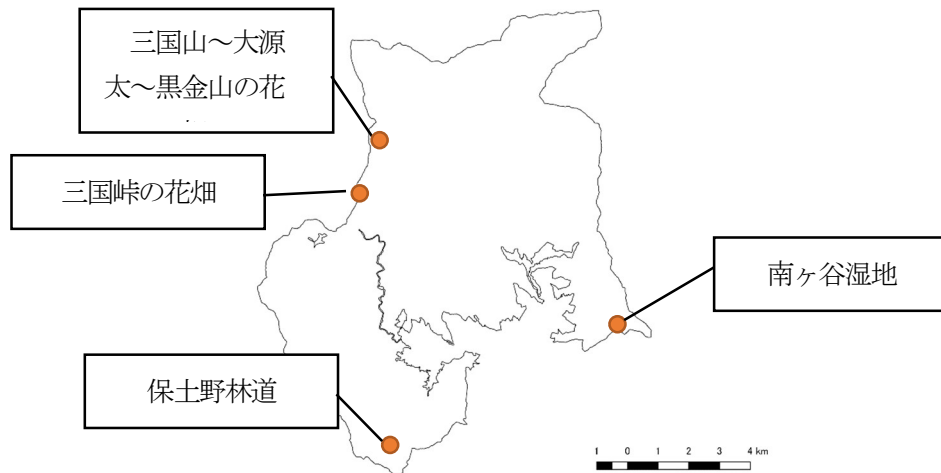 三国山～大源
太～黒金山の花
三国峠の花畑
南ヶ谷湿地
保土野林道
1 0 1 2 3 4 km